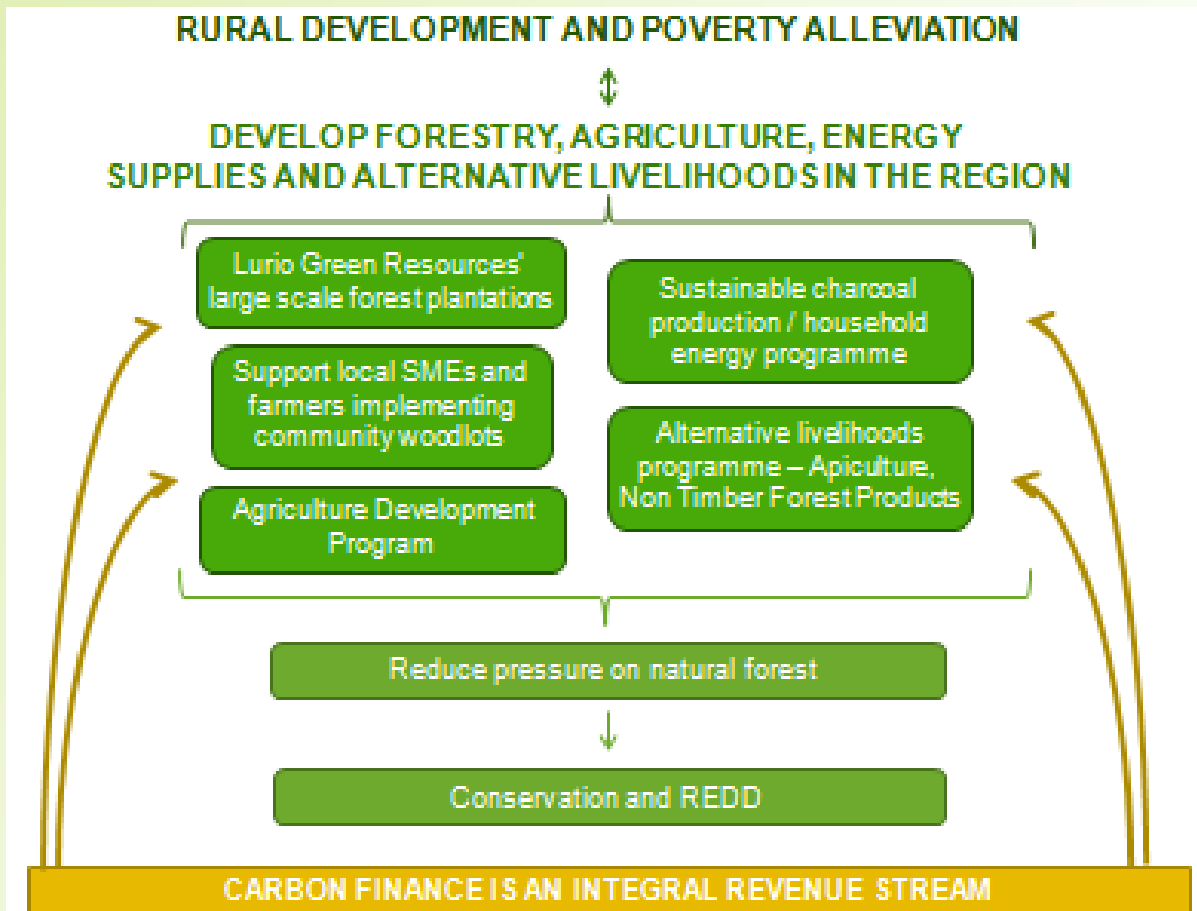 RURAL DEVELOPMENT AND POVERTY ALLEVIATION
DEVELOP FORESTRY, AGRICULTURE, ENERGY
SUPPLIES AND ALTERNATIVE LIVELIHOODS IN THE REGION
Lurio Green Resources'
large scale forest plantations
Support local SMEs and
farmers implementing
community woodlots
Agriculture Development
Program
Sustainable charcoal
production / household
energy programme
Alternative livelihoods
programme – Apiculture,
Non Timber Forest Products
Reduce pressure on natural forest
Conservation and REDD
CARBON FINANCE IS AN INTEGRAL REVENUE STREAM